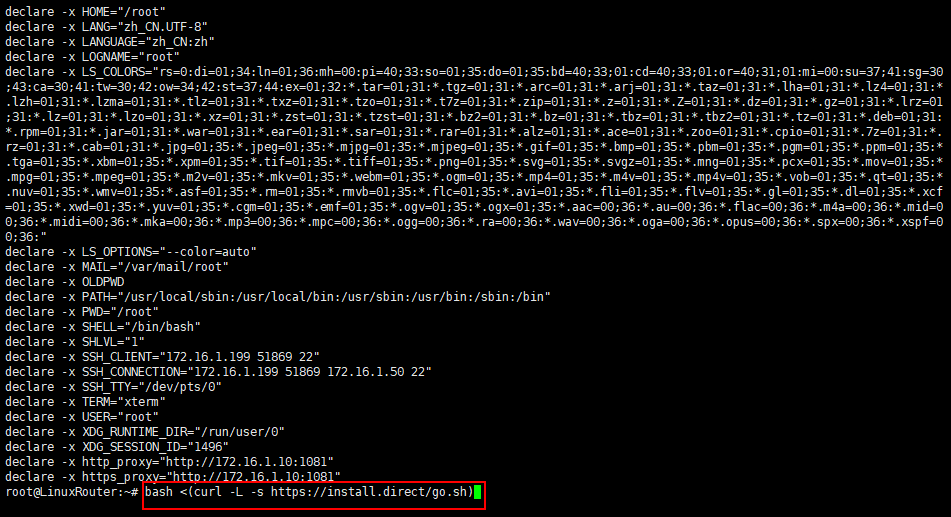 declare -x HOME="/root"
declare -x LANG="zh_CN.UTF-8"
declare -x LANGUAGE="zh_CN:zh"
declare -x LOGNAME="root"
declare -x LS_COLORS="rs=0:di=01;34:ln=01;36:mh=00:pi=40;33:so=01;35:do=01;35:bd=40;33;01:cd=40;33;01:or=40;31;01:mi=00:su=37;41:sg=30
;43:ca=30;41:tw=30;42:ow=34;42:st=37;44:ex=01;32:*.tar=01;31:*.tgz=01;31:*.arc=01;31:*.arj=01;31:*.taz=01;31:*.lha=01;31:*.lz4=01;31:*
.lzh=01;31:*.lzma=01;31:*.tlz=01;31:*.txz=01;31:*.tzo=01;31:*.t7z=01;31:*.zip=01;31:*.z=01;31:*.Z=01;31:*.dz=01;31:*.gz=01;31:*.lrz=01
;31:*.lz=01;31:*.lzo=01;31:*.xz=01;31:*.zst=01;31:*.tzst=01;31:*.bz2=01;31:*.bz=01;31:*.tbz=01;31:*.tbz2=01;31:*.tz=01;31:*.deb=01;31:
*.rpm=01;31:*.jar=01;31:*.war=01;31:*.ear=01;31:*.sar=01;31:*.rar=01;31:*.alz=01;31:*.ace=01;31:*.zoo=01;31:*.cpio=01;31:*.7z=01;31:*.
rz=01;31:*.cab=01;31:*.jpg=01;35:*.jpeg=01;35:*.mjpg=01;35:*.mjpeg=01;35:*.gif=01;35:*.bmp=01;35:*.pbm=01;35:*.pgm=01;35:*.ppm=01;35:*
.tga=01;35:*.xbm=01;35:*.xpm=01;35:*.tif=01;35:*.tiff=01;35:*.png=01;35:*.svg=01;35:*.svgz=01;35:*.mng=01;35:*.pcx=01;35:*.mov=01;35:*
.mpg=01;35:*.mpeg=01;35:*.m2v=01;35:*.mkv=01;35:*.webm=01;35:*.ogm=01;35:*.mp4=01;35:*.m4v=01;35:*.mp4v=01;35:*.vob=01;35:*.qt=01;35:*
.nuv=01;35:*.wmv=01;35:*.asf=01;35:*.rm=01;35:*.rmvb=01;35:*.flc=01;35:*.avi=01;35:*.fli=01;35:*.flv=01;35:*.gl=01;35:*.dl=01;35:*.xcf
=01;35:*.xwd=01;35:*.yuv=01;35:*.cgm=01;35:*.emf=01;35:*.ogv=01;35:*.ogx=01;35:*.aac=00;36:*.au=00;36:*.flac=00;36:*.m4a=00;36:*.mid=0
0;36:*.midi=00;36:*.mka=00;36:*.mp3=00;36:*.mpc=00;36:*.ogg=00;36:*.ra=00;36:*.wav=00;36:*.oga=00;36:*.opus=00;36:*.spx=00;36:*.xspf=0
0;36:"
declare -x LS_OPTIONS="--color=auto"
declare -x MAIL="/var/mail/root"
declare -x OLDPWD
declare -x PATH="/usr/local/sbin:/usr/local/bin:/usr/sbin:/usr/bin:/sbin:/bin"
declare -x PWD="/root"
declare -x SHELL="/bin/bash"
declare -x SHLVL="1"
declare -x SSH_CLIENT="172.16.1.199 51869 22"
declare -x SSH_CONNECTION="172.16.1.199 51869 172.16.1.50 22"
declare -x SSH_TTY="/dev/pts/0"
declare -x TERM="xterm"
declare -x USER="root"
declare -x XDG_RUNTIME_DIR="/run/user/0"
declare -x XDG_SESSION_ID="1496"
declare -x http_proxy="http://172.16.1.10:1081"
declare -x https_proxy="http://172.16.1.10:1081"
root@LinuxRouter:~# bash <(curl -L -s https://install.direct/go.sh)